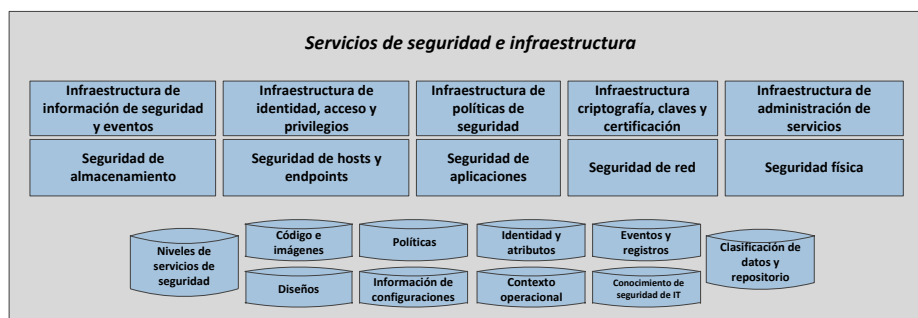 Servicios de seguridad e infraestructura
Infraestructura de
información de seguridad
y eventos
Infraestructura de
identidad, acceso y
privilegios
Infraestructura de
políticas de
seguridad
Infraestructura
criptografía, claves y
certificación
Infraestructura de
administración de
servicios
Seguridad de
almacenamiento
Seguridad de hosts y
endpoints
Seguridad de
aplicaciones
Seguridad de red
Seguridad física
Niveles de
servicios de
seguridad
Código e
imágenes
Políticas
Identidad y
atributos
Eventos y
registros
Clasificación de
datos y
repositorio
Diseños
Información de
configuraciones
Contexto
operacional
Conocimiento de
seguridad de IT